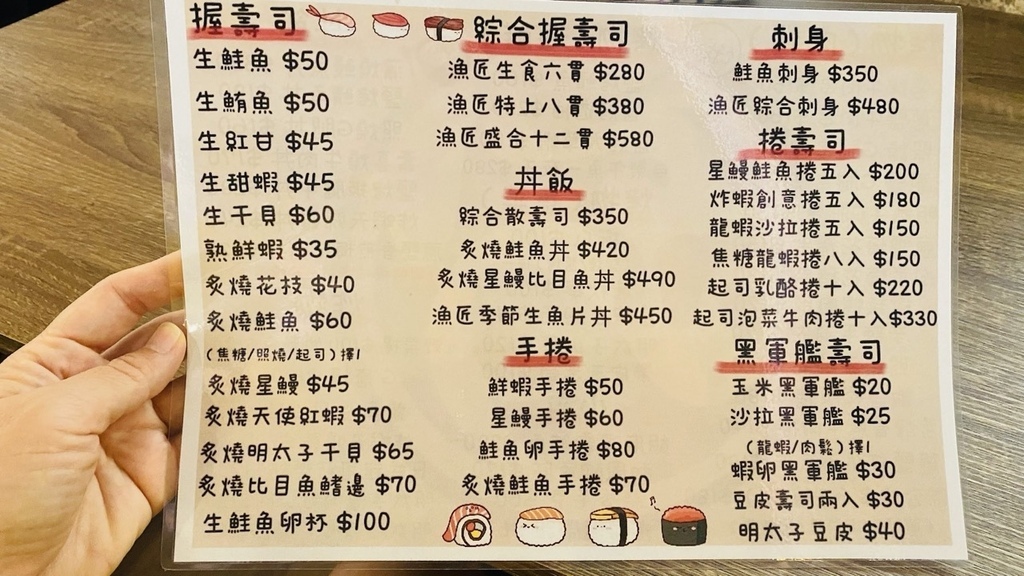 握壽司
生鮭魚 $50
生鮪魚 $50
生紅甘 $45
生甜蝦 $45
生干貝 $60
熟鮮蝦 $35
炙燒花枝 $40
炙燒鮭魚 $60
(焦糖/照燒/起司)擇1
炙燒星鰻 $45
炙燒天使紅蝦 $70
炙燒明太子干貝 $65
炙燒比目魚鰭邊 $70
生鮭魚卵杯 $100
綜合握壽司
漁匠生食六貫 $280
漁匠特上八貫 $380
漁匠盛合十二貫 $580
丼飯
綜合散壽司 $350
炙燒鮭魚丼 $420
炙燒星鰻比目魚丼 $490
漁匠季節生魚片丼 $450
手捲
鮮蝦手捲 $50
星鰻手捲 $60
鮭魚卵手捲 $80
炙燒鮭魚手捲 $70
刺身
鮭魚刺身 $350
漁匠綜合刺身 $480
捲壽司
星鰻鮭魚捲五入 $200
炸蝦創意捲五入 $180
龍蝦沙拉捲五入 $150
焦糖龍蝦捲八入 $150
起司乳酪捲十入 $220
起司泡菜牛肉捲十入 $330
黑軍艦壽司
玉米黑軍艦 $20
沙拉黑軍艦 $25
(龍蝦/肉鬆)擇1
蝦卵黑軍艦 $30
豆皮壽司兩入 $30
明太子豆皮 $40